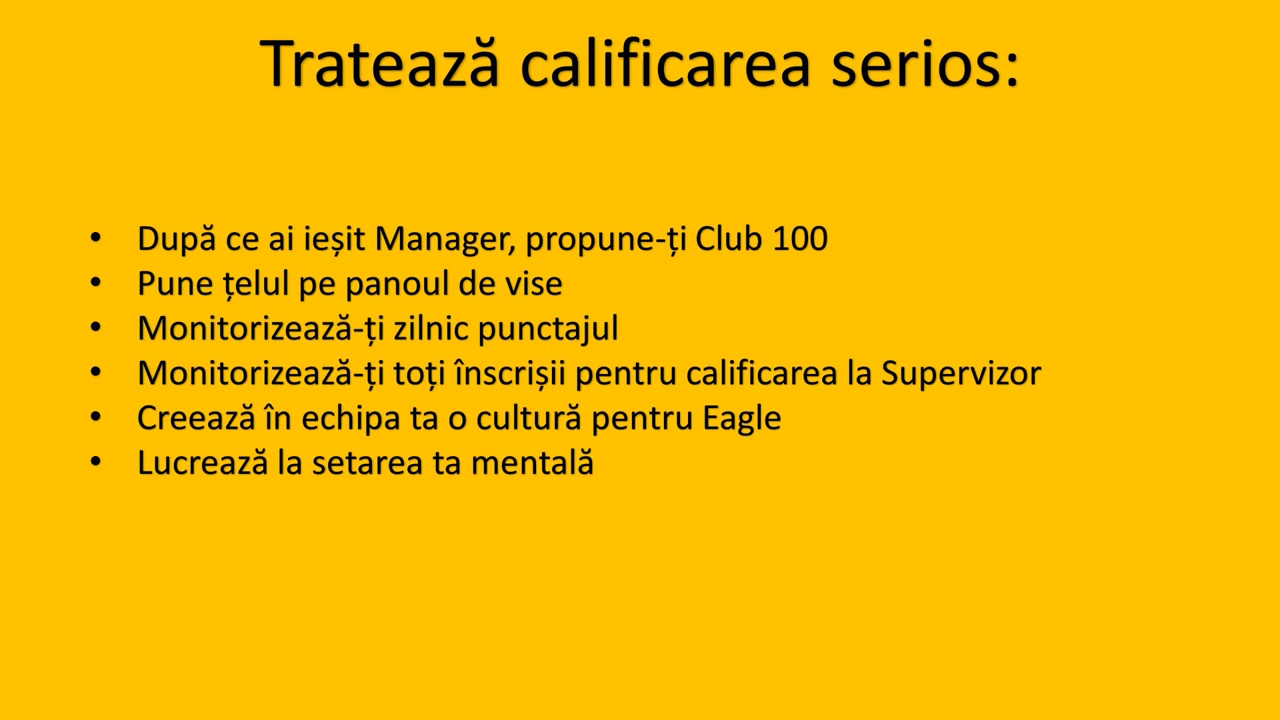 Tratează calificarea serios:
• După ce ai ieșit Manager, propune-ți Club 100
• Pune țelul pe panoul de vise
• Monitorizează-ți zilnic punctajul
• Monitorizează-ți toți înscrișii pentru calificarea la Supervizor
• Creează în echipa ta o cultură pentru Eagle
• Lucrează la setarea ta mentală